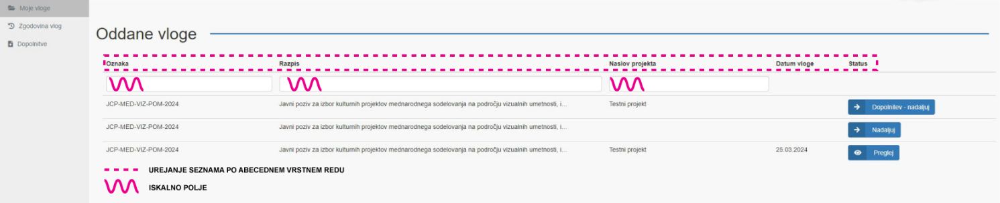 Moje vloge
Zgodovina vlog
Dopolnitve
Oddane vloge
Oznaka Razpis Naslov projekta Datum vloge Status
JCP-MED-VIZ-POM-2024 Javni poziv za izbor kulturnih projektov mednarodnega sodelovanja na področju vizualnih umetnosti, i... Testni projekt Dopolnitev - nadaljuj
JCP-MED-VIZ-POM-2024 Javni poziv za izbor kulturnih projektov mednarodnega sodelovanja na področju vizualnih umetnosti, i... Nadaljuj
JCP-MED-VIZ-POM-2024 Javni poziv za izbor kulturnih projektov mednarodnega sodelovanja na področju vizualnih umetnosti, i... Testni projekt 25.03.2024 Preglej
UREJANJE SEZNAMA PO ABECEDNEM VRSTNEM REDU
ISKALNO POLJE